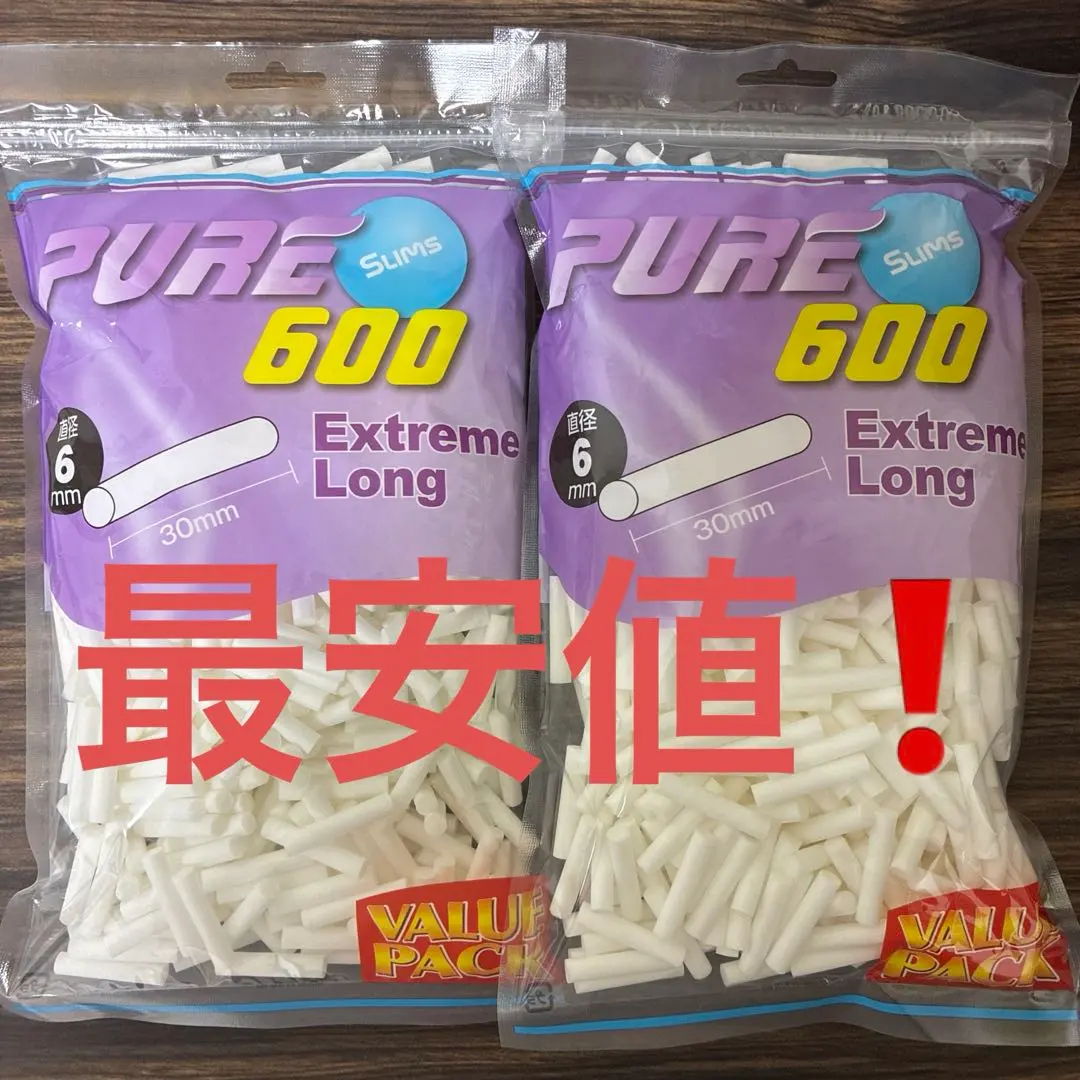 PURE SLIMS
600
直径
6
mm
30mm
Extreme
Long
VALUE
PACK
PURE SLIMS
600
直径
6
mm
30mm
Extreme
Long
VALUE
PACK
最安値❗